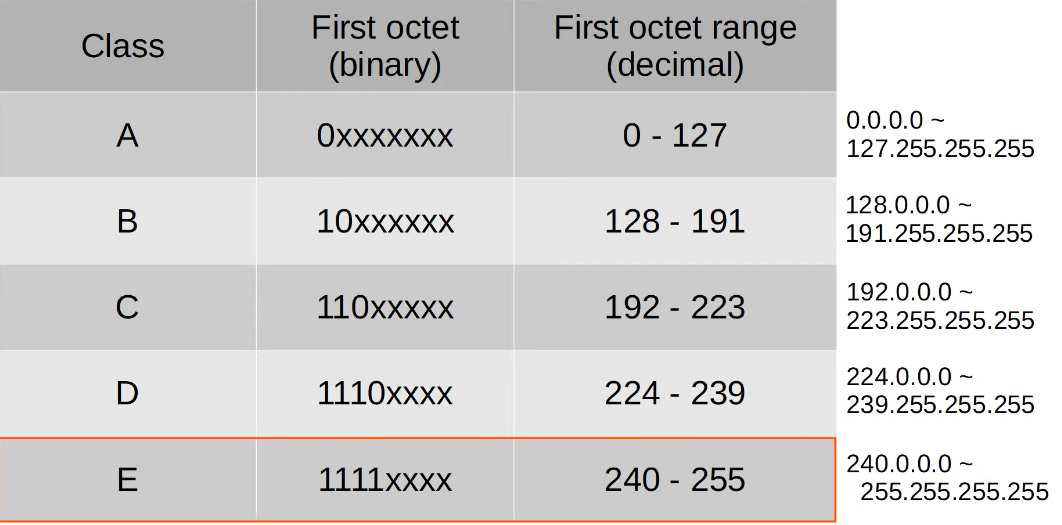 Class
First octet
(binary)
First octet range
(decimal)
A
0xxxxxxx
0 - 127
0.0.0.0 ~
127.255.255.255
B
10xxxxxx
128 - 191
128.0.0.0 ~
191.255.255.255
C
110xxxxx
192 - 223
192.0.0.0 ~
223.255.255.255
D
1110xxxx
224 - 239
224.0.0.0 ~
239.255.255.255
E
1111xxxx
240 - 255
240.0.0.0 ~
255.255.255.255